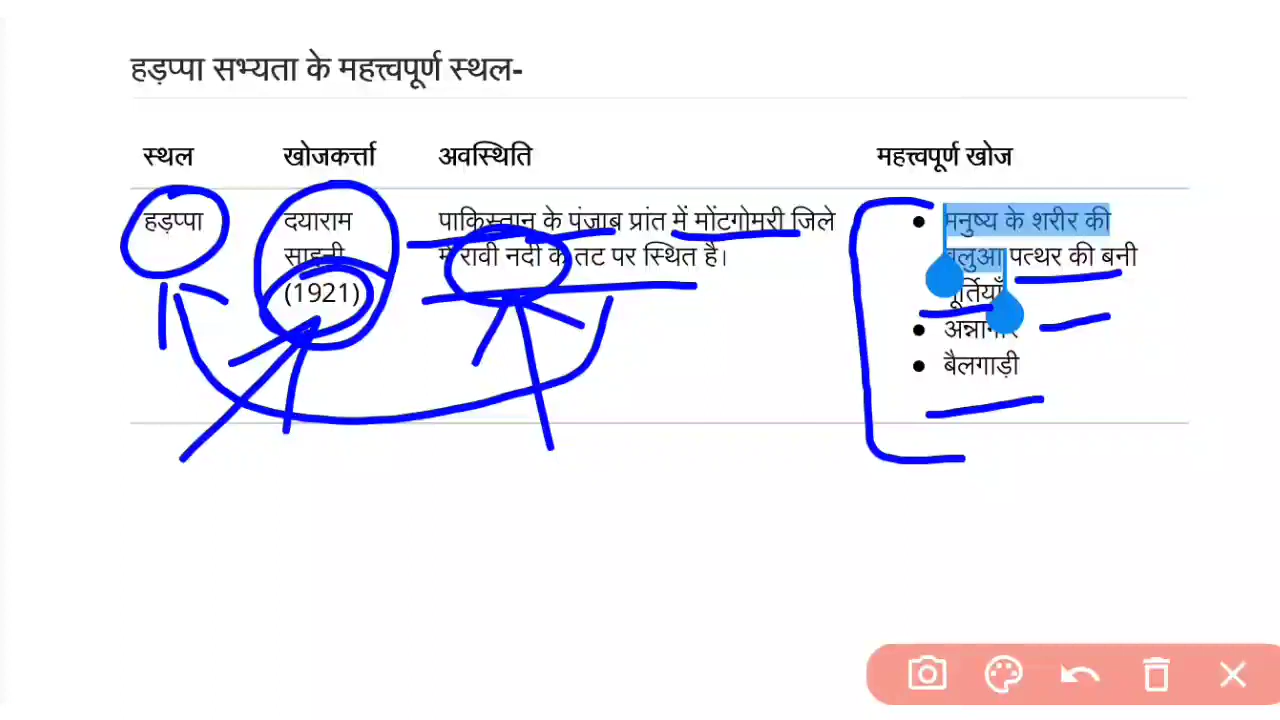 हड़प्पा सभ्यता के महत्त्वपूर्ण स्थल-
स्थल खोजकर्त्ता अवस्थिति महत्त्वपूर्ण खोज
हड़प्पा
दयाराम
साहनी
(1921)
पाकिस्तान के पंजाब प्रांत में मोंटगोमरी जिले
में रावी नदी के तट पर स्थित है।
मनुष्य के शरीर की
बलुआ पत्थर की बनी
मूर्तियाँ
अन्नागार
बैलगाड़ी